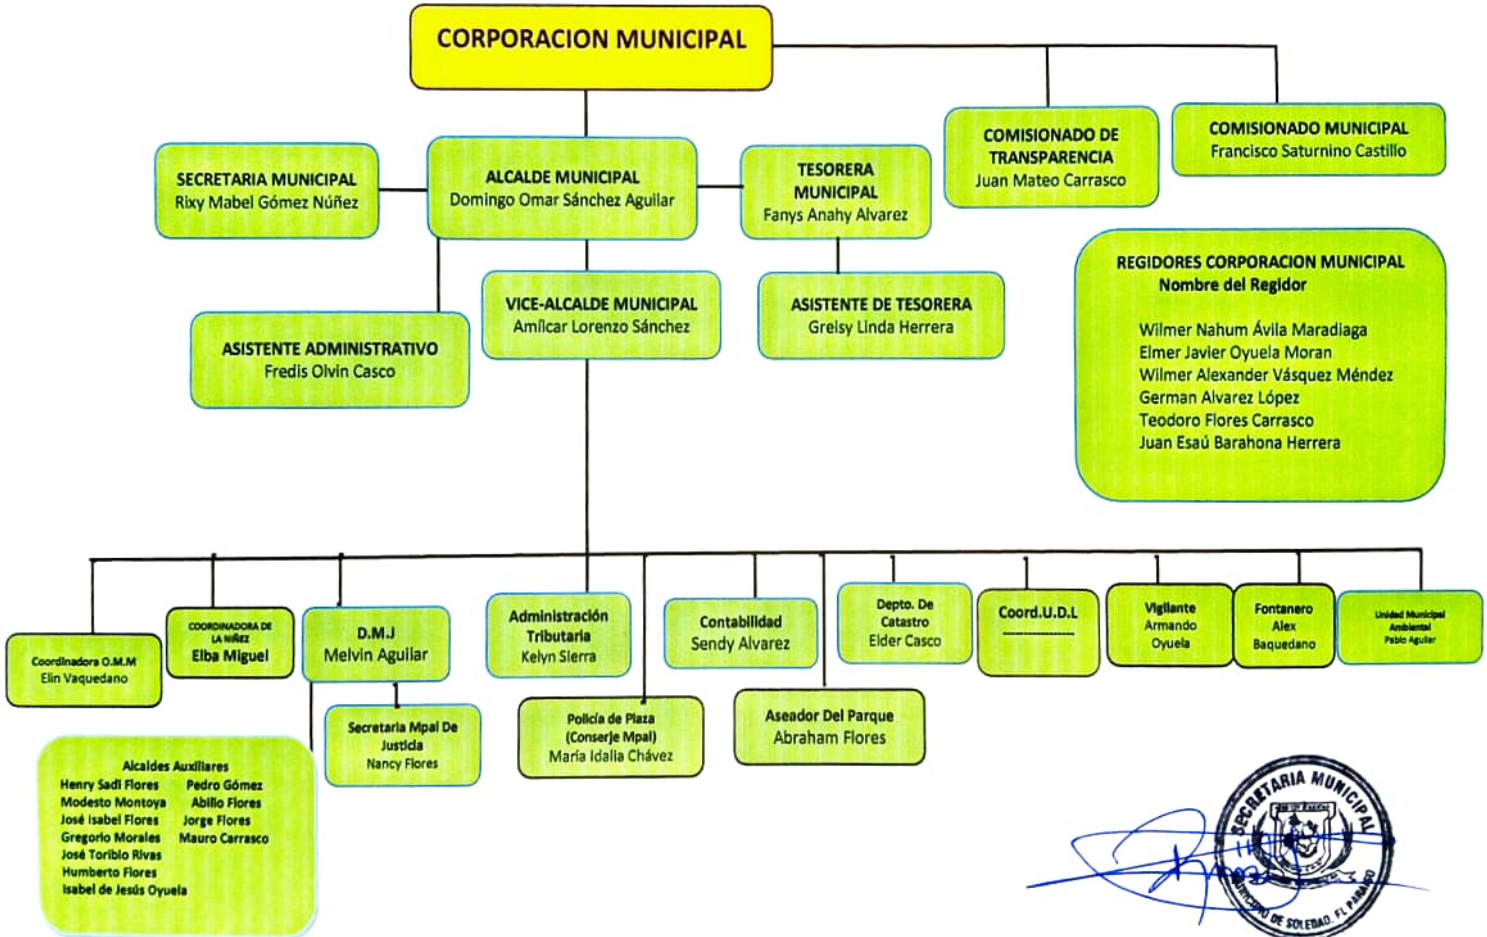 CORPORACION MUNICIPAL
COMISIONADO DE
TRANSPARENCIA
Juan Mateo Carrasco
COMISIONADO MUNICIPAL
Francisco Saturnino Castillo
SECRETARIA MUNICIPAL
Rixy Mabel Gómez Núñez
ALCALDE MUNICIPAL
Domingo Omar Sánchez Aguilar
TESORERA
MUNICIPAL
Fanys Anahy Alvarez
REGIDORES CORPORACION MUNICIPAL
Nombre del Regidor
Wilmer Nahum Ávila Maradiaga
Elmer Javier Oyuela Moran
Wilmer Alexander Vásquez Méndez
German Alvarez López
Teodoro Flores Carrasco
Juan Esaú Barahona Herrera
VICE-ALCALDE MUNICIPAL
Amílcar Lorenzo Sánchez
ASISTENTE DE TESORERA
Greisy Linda Herrera
ASISTENTE ADMINISTRATIVO
Fredis Olvin Casco
Coordinadora O.M.M
Elin Vaquedano
COORDINADORA DE
LA NIÑEZ
Elba Miguel
D.M.J
Melvin Aguilar
Administración
Tributaria
Kelyn Sierra
Contabilidad
Sendy Alvarez
Depto. De
Catastro
Elder Casco
Coord.U.D.L
----------------
Vigilante
Armando
Oyuela
Fontanero
Alex
Baquedano
Unidad Municipal
Ambiental
Pablo Aguilar
Secretaria Mpal De
Justicia
Nancy Flores
Policía de Plaza
(Conserje Mpal)
María Idalia Chávez
Aseador Del Parque
Abraham Flores
Alcaldes Auxiliares
Henry Sadi Flores Pedro Gómez
Modesto Montoya Abilio Flores
José Isabel Flores Jorge Flores
Gregorio Morales Mauro Carrasco
José Toribio Rivas
Humberto Flores
Isabel de Jesús Oyuela
SECRETARIA MUNICIPAL
MUNICIPIO DE SOLEDAD, EL PARAISO